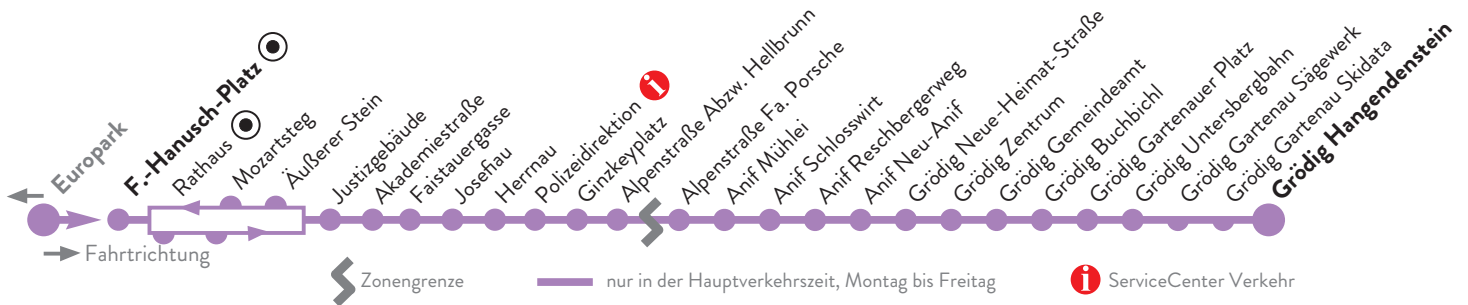 Europark
F.-Hanusch-Platz
Rathaus
Mozartsteg
Äußerer Stein
Justizgebäude
Akademiestraße
Faistauergasse
Josefiau
Herrnau
Polizeidirektion i
Ginzkeyplatz
Alpenstraße Abzw. Hellbrunn
Alpenstraße Fa. Porsche
Anif Mühlei
Anif Schlosswirt
Anif Reschbergerweg
Anif Neu-Anif
Grödig Neue-Heimat-Straße
Grödig Zentrum
Grödig Gemeindeamt
Grödig Buchbichl
Grödig Gartenauer Platz
Grödig Untersbergbahn
Grödig Gartenau Sägewerk
Grödig Gartenau Skidata
Grödig Hangendenstein
Fahrtrichtung
Zonengrenze
nur in der Hauptverkehrszeit, Montag bis Freitag
i ServiceCenter Verkehr